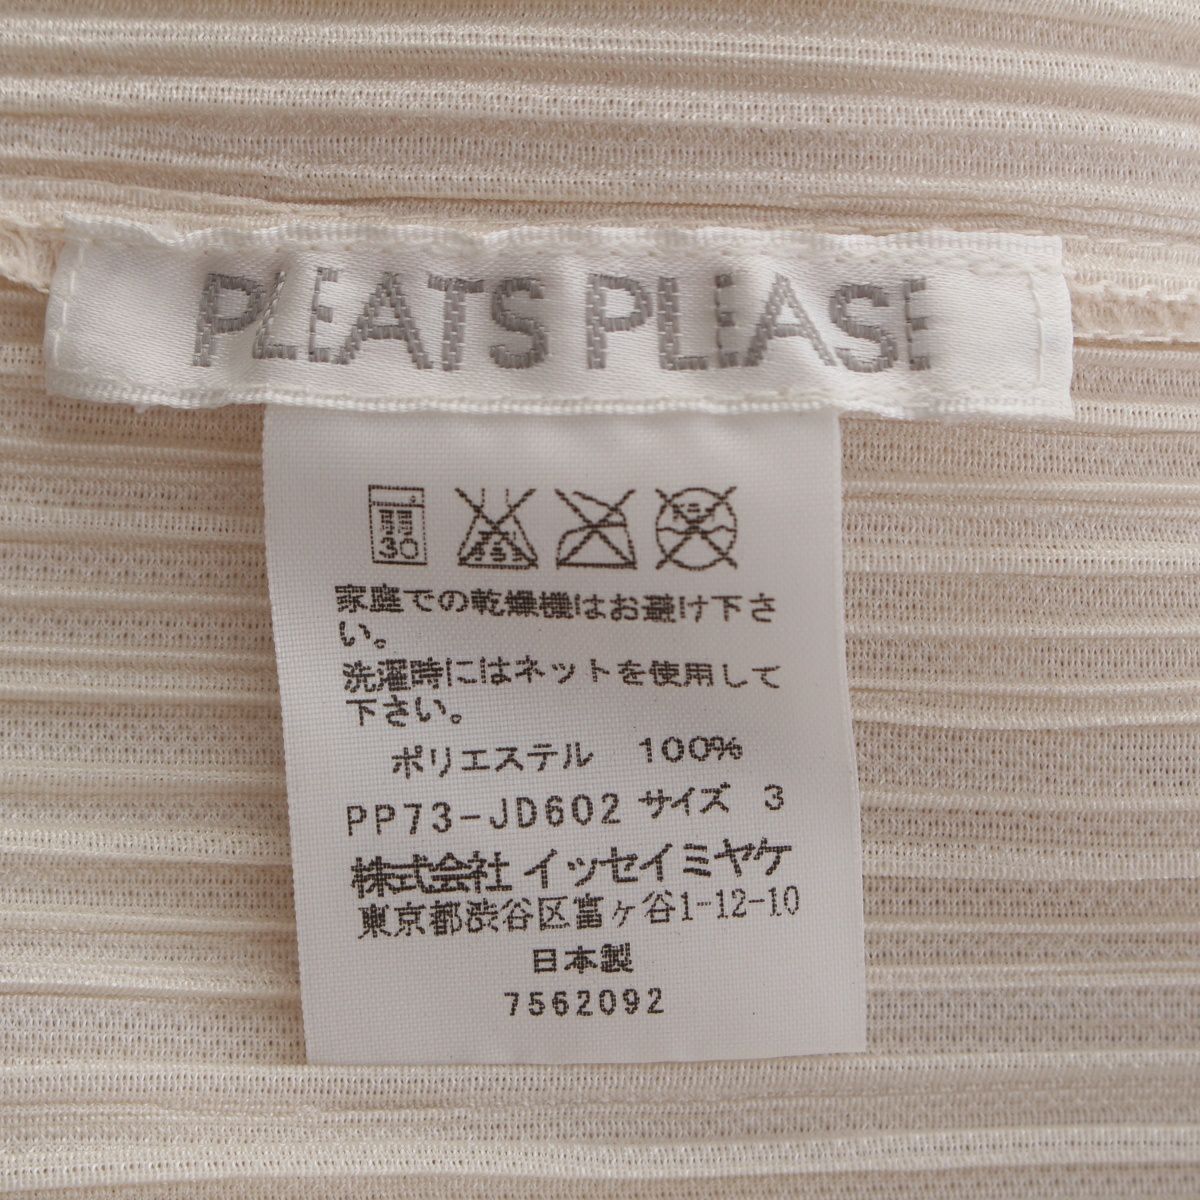 PLEATS PLEASE
30
家庭での乾燥機はお避け下さ
い。
洗濯時にはネットを使用して
下さい。
ポリエステル 100%
PP73-JD602 サイズ 3
株式会社 イッセイミヤケ
東京都渋谷区富ヶ谷1-12-10
日本製
7562092